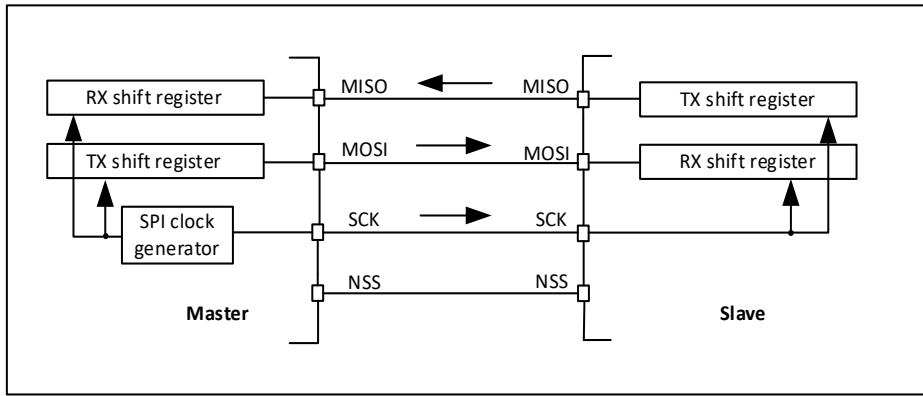 MISO MISO
RX shift register TX shift register
MOSI MOSI
TX shift register RX shift register
SPI clock
generator
SCK SCK
NSS NSS
Master Slave